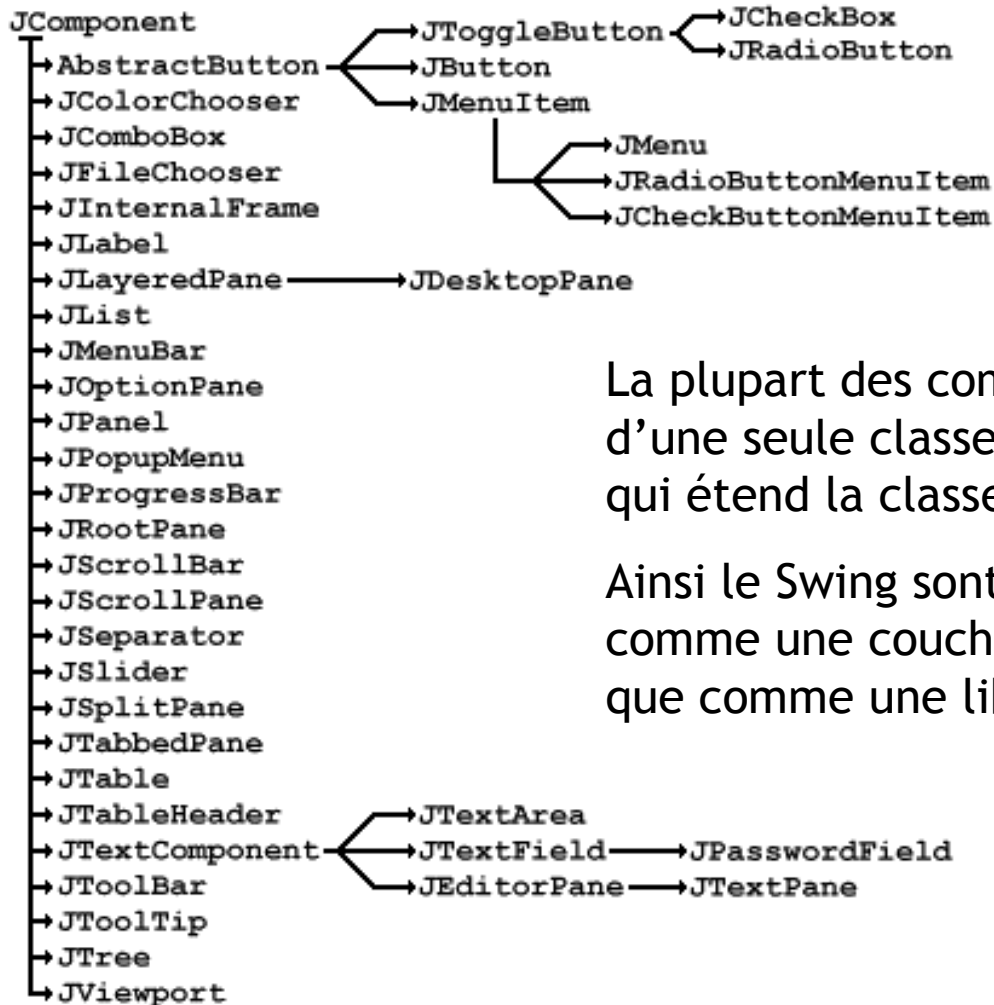 JComponent
AbstractButton
JToggleButton
JCheckBox
JRadioButton
JButton
JMenuItem
JMenu
JRadioButtonMenuItem
JCheckButtonMenuItem
JColorChooser
JComboBox
JFileChooser
JInternalFrame
JLabel
JLayeredPane
JDesktopPane
JList
JMenuBar
JOptionPane
JPanel
JPopupMenu
JProgressBar
JRootPane
JScrollBar
JScrollPane
JSeparator
JSlider
JSplitPane
JTabbedPane
JTable
JTableHeader
JTextComponent
JTextArea
JTextField
JPasswordField
JEditorPane
JTextPane
JToolBar
JToolTip
JTree
JViewport
La plupart des
d’une seule classe
qui étend la classe
Ainsi le Swing sont
comme une
que comme une